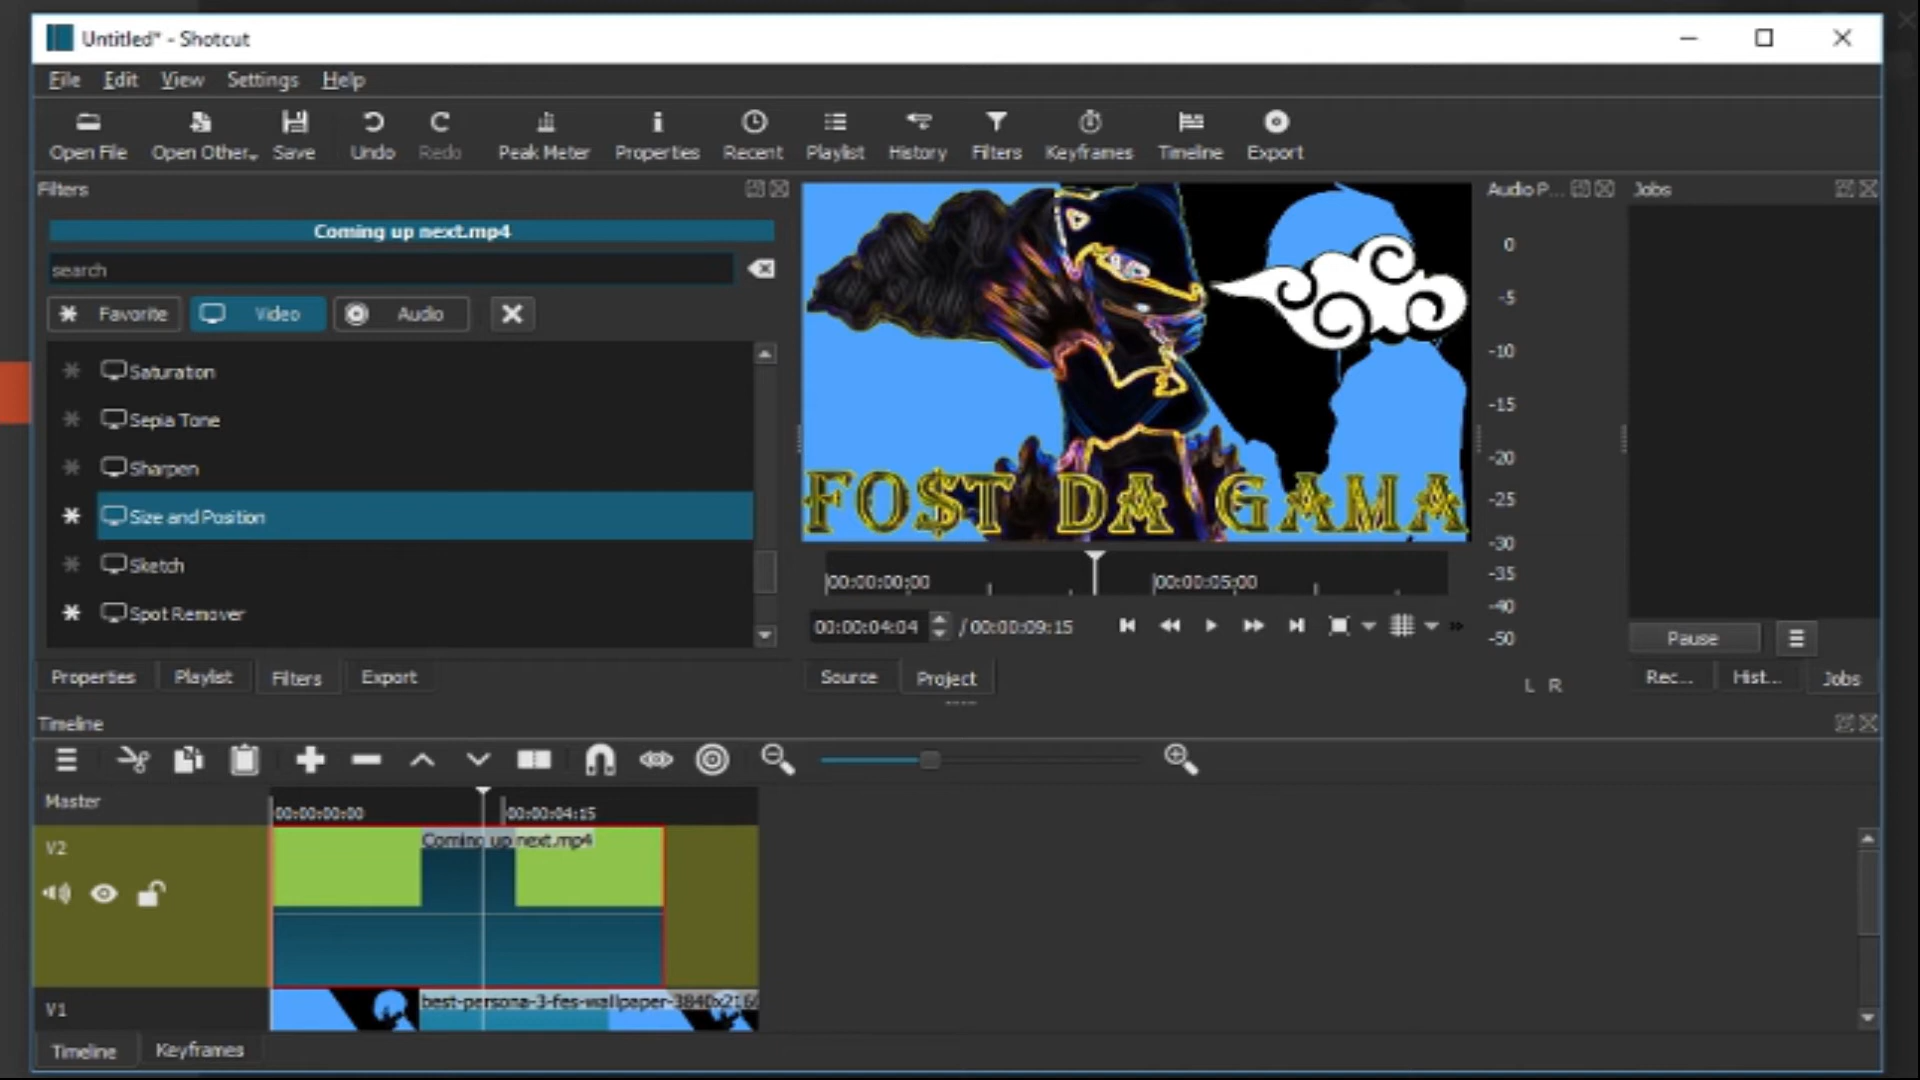 Untitled* - Shotcut
File Edit View Settings Help
Open File Open Other... Save Undo Redo Peak Meter Properties Recent Playlist History Filters Keyframes Timeline Export
Filters
Coming up next.mp4
search
Favorite Video Audio
Saturation
Sepia Tone
Sharpen
Size and Position
Sketch
Spot Remover
Properties Playlist Filters Export
FO$T DA GAMA
00:00:00;00 00:00:05;00
00:00:04;04 / 00:00:09;15
Source Project
Audio P...
0
-5
-10
-15
-20
-25
-30
-35
-40
-50
L R
Jobs
Pause
Rec... Hist... Jobs
Timeline
Master
00:00:00;00 00:00:04;15
V2
Coming up next.mp4
V1
best-persona-3-fes-wallpaper-3840x2160
Timeline Keyframes